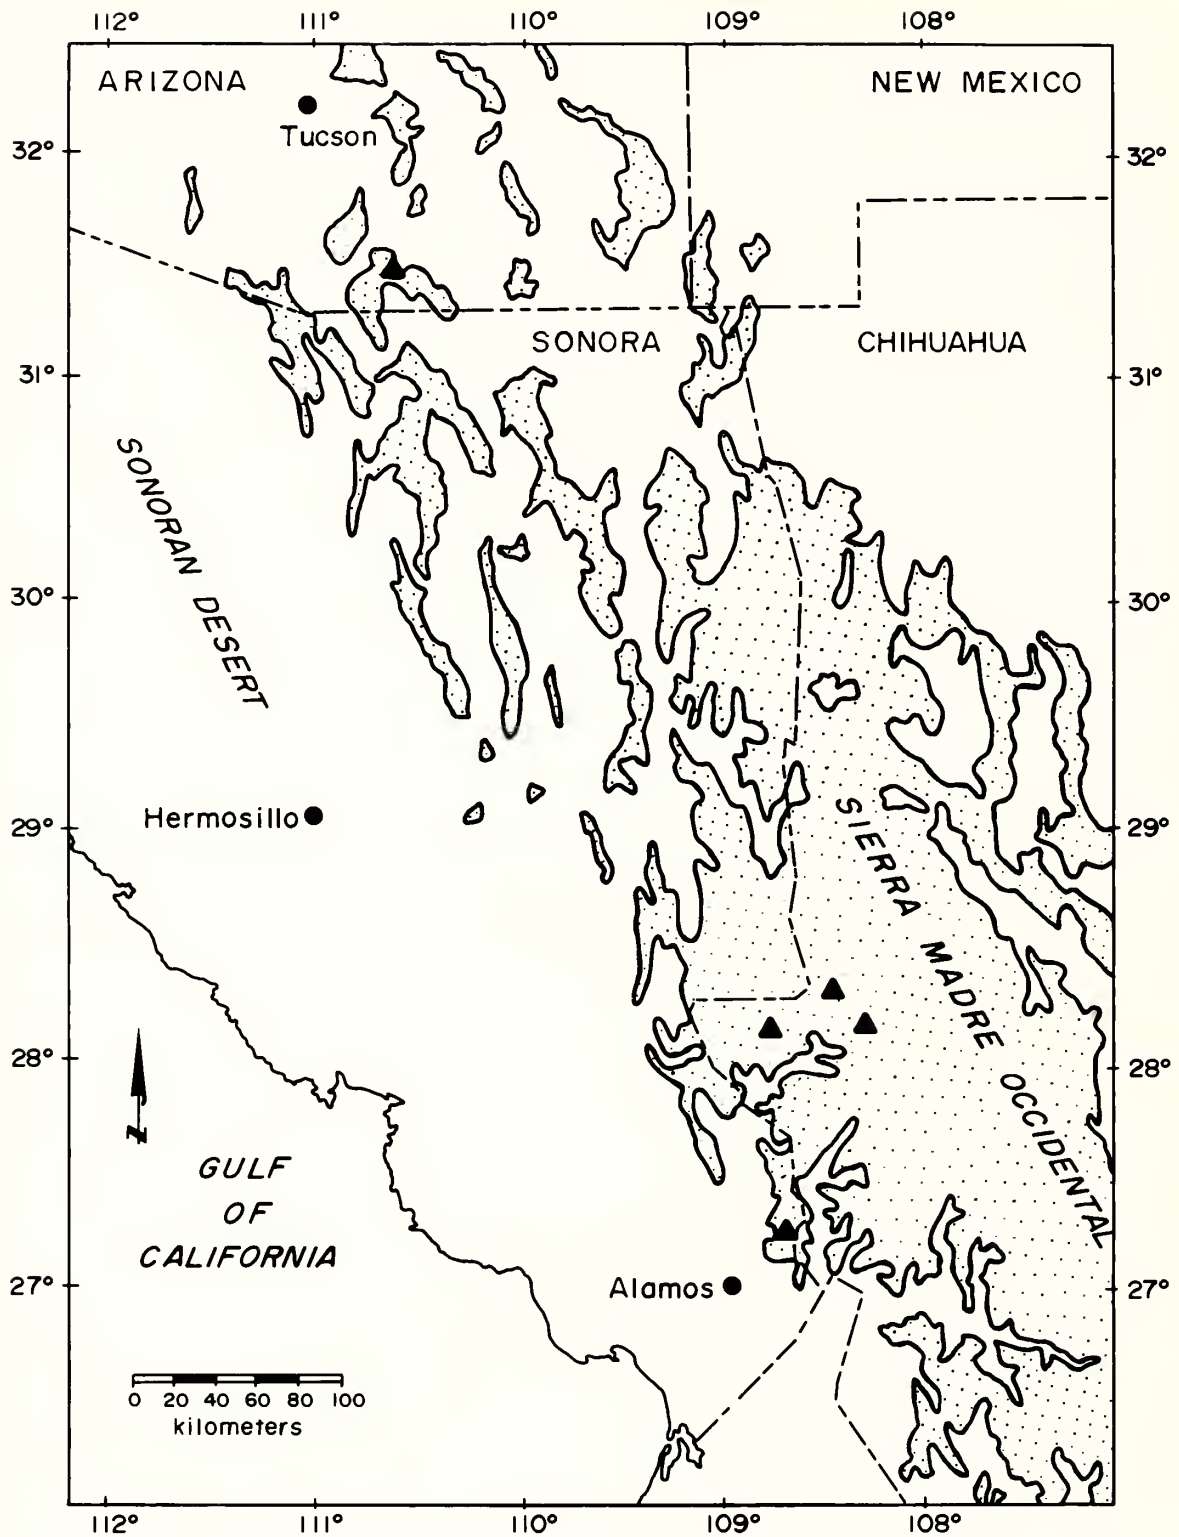 112° 111° 110° 109° 108°
ARIZONA NEW MEXICO
Tucson
32° 32°
SONORA CHIHUAHUA
31° 31°
SONORAN DESERT
30° 30°
Hermosillo
29° 29°
SIERRA MADRE OCCIDENTAL
28° 28°
N
GULF
OF
CALIFORNIA
27° 27°
Alamos
0 20 40 60 80 100
kilometers
112° 111° 110° 109° 108°